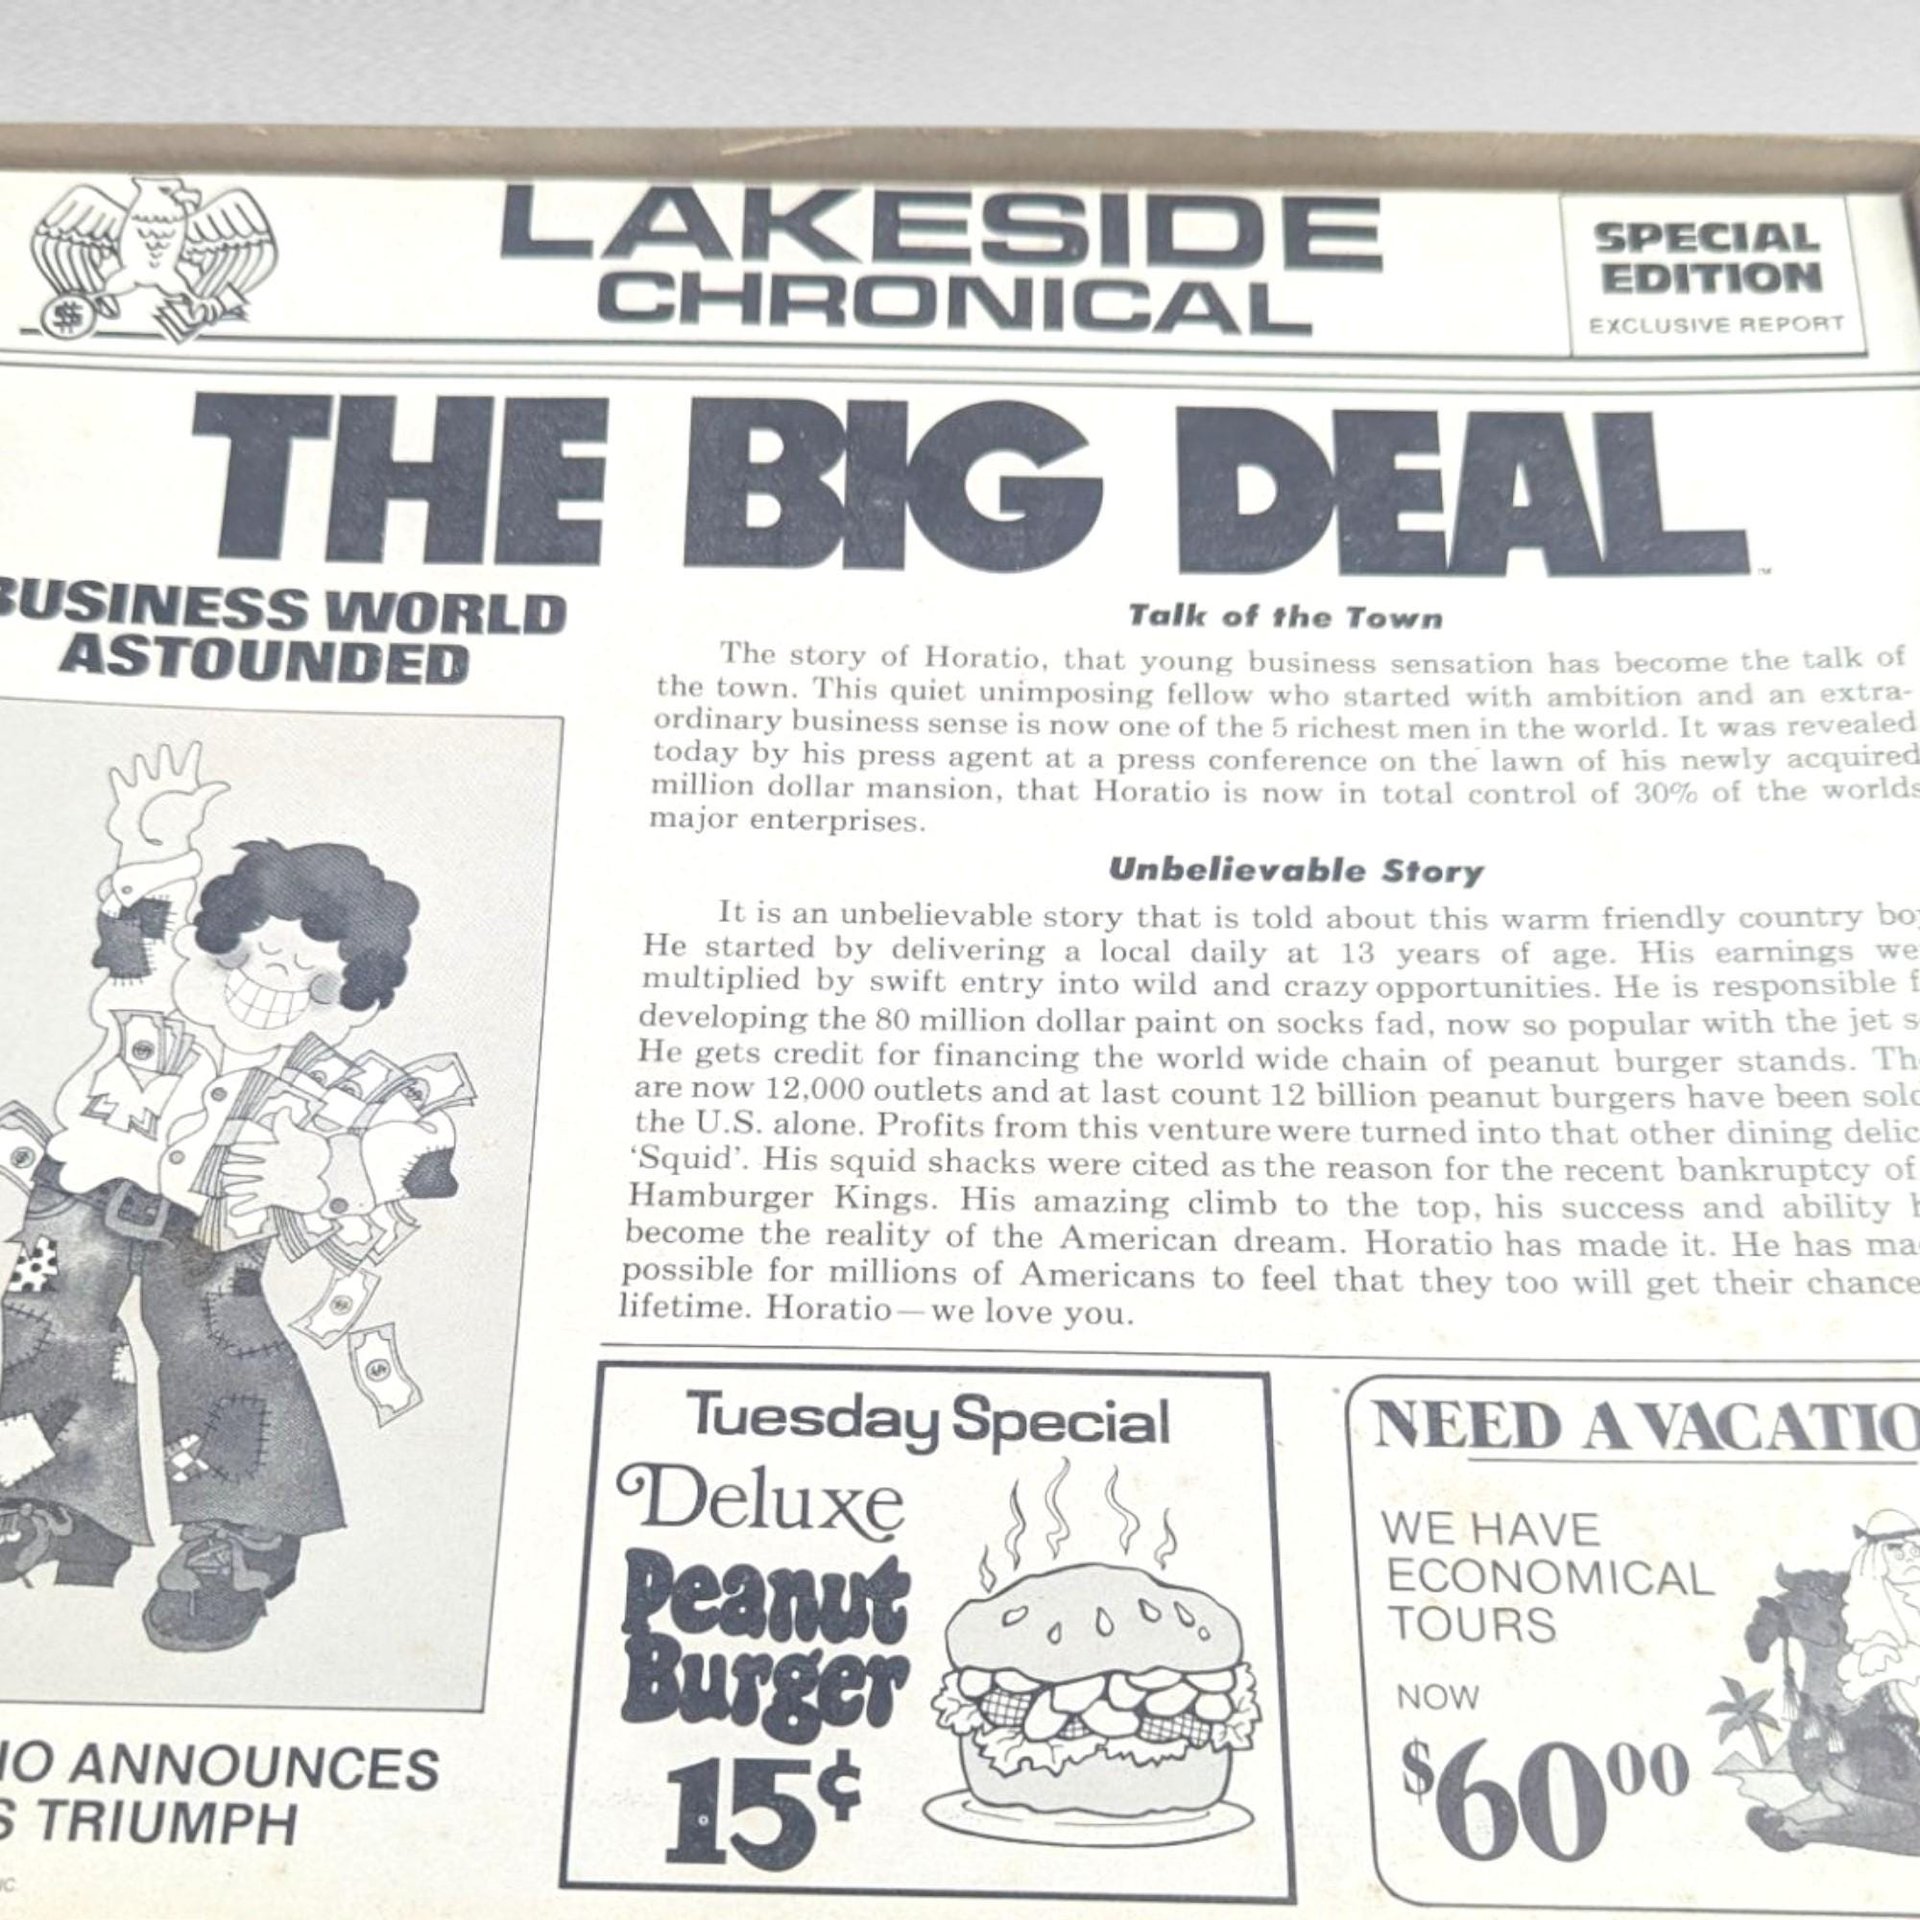 LAKESIDE
CHRONICAL
SPECIAL
EDITION
EXCLUSIVE REPORT
THE BIG DEAL™
BUSINESS WORLD
ASTOUNDED
Talk of the Town
The story of Horatio, that young business sensation has become the talk of
the town. This quiet unimposing fellow who started with ambition and an extra-
ordinary business sense is now one of the 5 richest men in the world. It was revealed
today by his press agent at a press conference on the lawn of his newly acquired
million dollar mansion, that Horatio is now in total control of 30% of the worlds
major enterprises.
Unbelievable Story
It is an unbelievable story that is told about this warm friendly country
He started by delivering a local daily at 13 years of age. His earnings
multiplied by swift entry into wild and crazy opportunities. He is responsible
developing the 80 million dollar paint on socks fad, now so popular with the jet
He gets credit for financing the world wide chain of peanut burger stands.
are now 12,000 outlets and at last count 12 billion peanut burgers have been
the U.S. alone. Profits from this venture were turned into that other dining
'Squid'. His squid shacks were cited as the reason for the recent bankruptcy of
Hamburger Kings. His amazing climb to the top, his success and ability
become the reality of the American dream. Horatio has made it. He has
possible for millions of Americans to feel that they too will get their chance
lifetime. Horatio—we love you.
IO ANNOUNCES
S TRIUMPH
Tuesday Special
Deluxe
Peanut
Burger
15¢
NEED A VACATIO
WE HAVE
ECONOMICAL
TOURS
NOW
$60 00